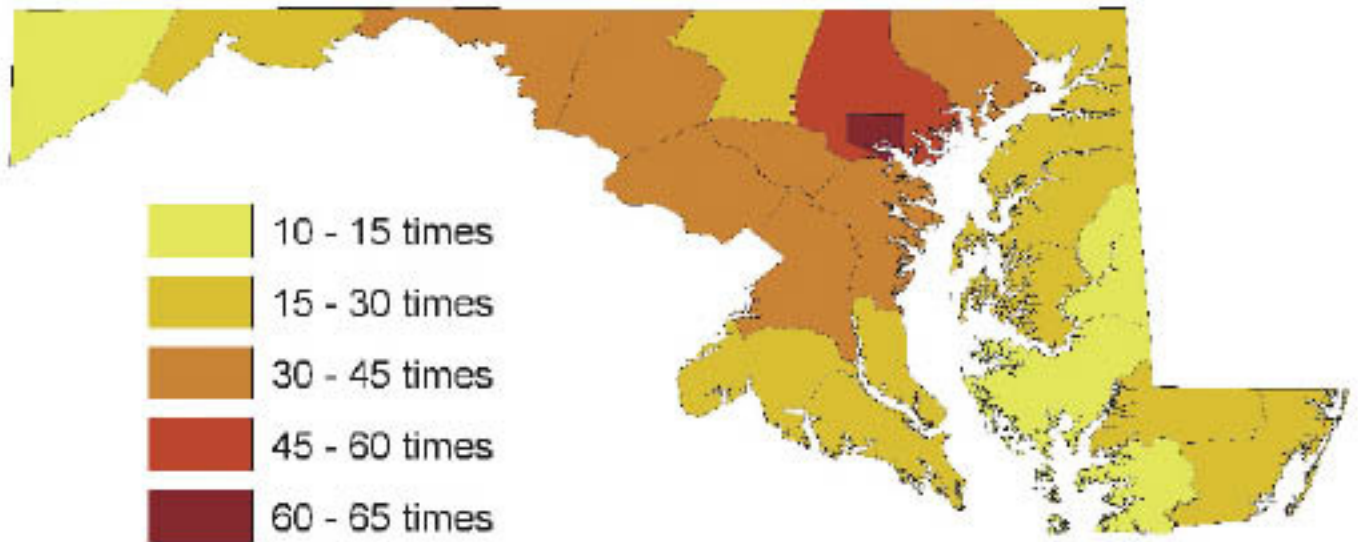 10 - 15 times
15 - 30 times
30 - 45 times
45 - 60 times
60 - 65 times